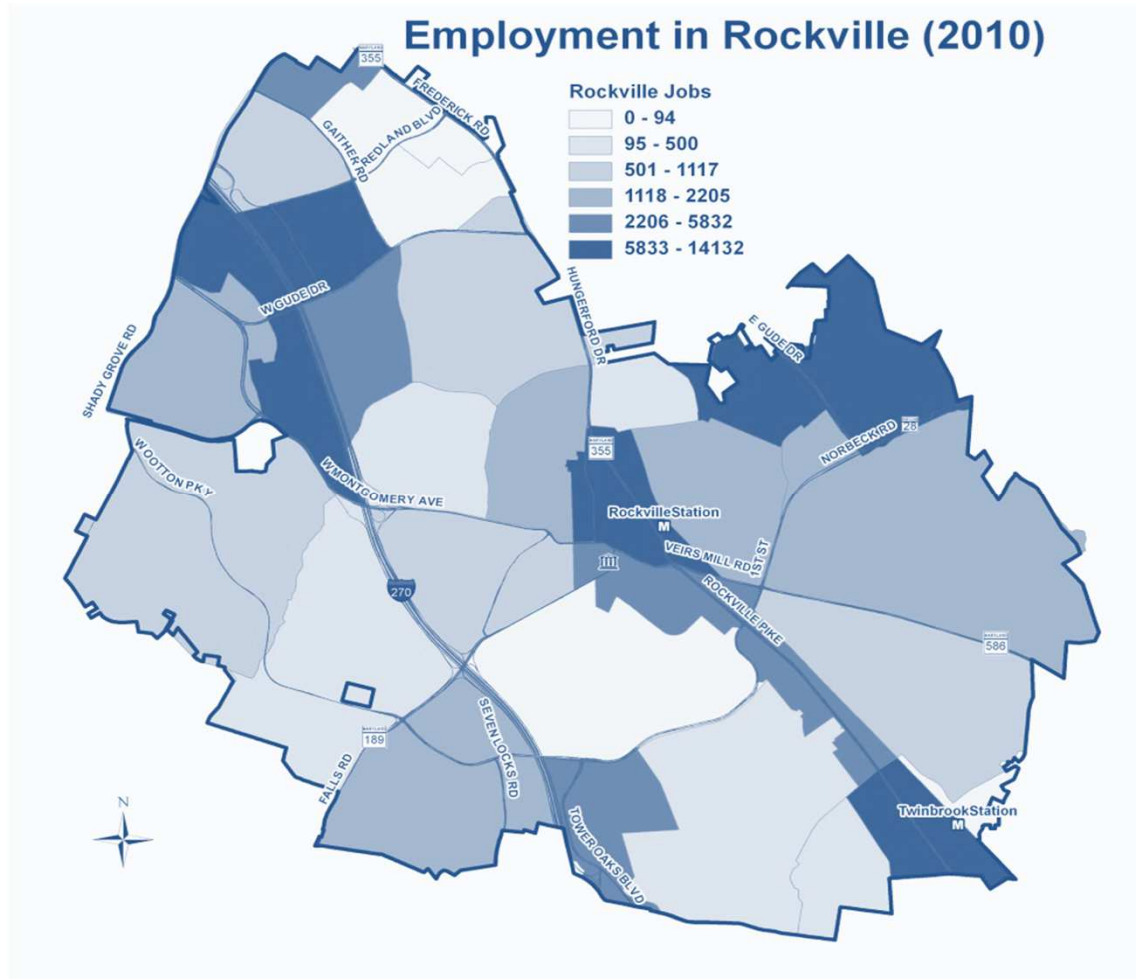 Employment in Rockville (2010)
Rockville Jobs
0 - 94
95 - 500
501 - 1117
1118 - 2205
2206 - 5832
5833 - 14132
355
FREDERICK RD
REDLAND BLVD
GAITHER RD
W GUDE DR
HUNGERFORD DR
E GUDE DR
SHADY GROVE RD
NORBECK RD
28
355
WOOTTON PKY
W MONTGOMERY AVE
RockvilleStation
M
VEIRS MILL RD
1ST ST
270
ROCKVILLE PIKE
MARYLAND
586
SEVEN LOCKS RD
MARYLAND
189
FALLS RD
N
TOWER OAKS BLVD
TwinbrookStation
M